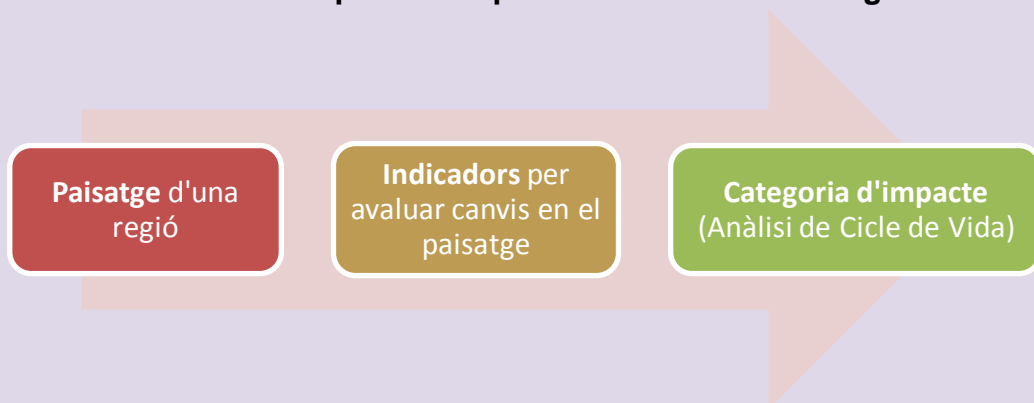 Paisatge d'una
regió
Indicadors per
avaluar canvis en el
paisatge
Categoria d'impacte
(Anàlisi de Cicle de Vida)